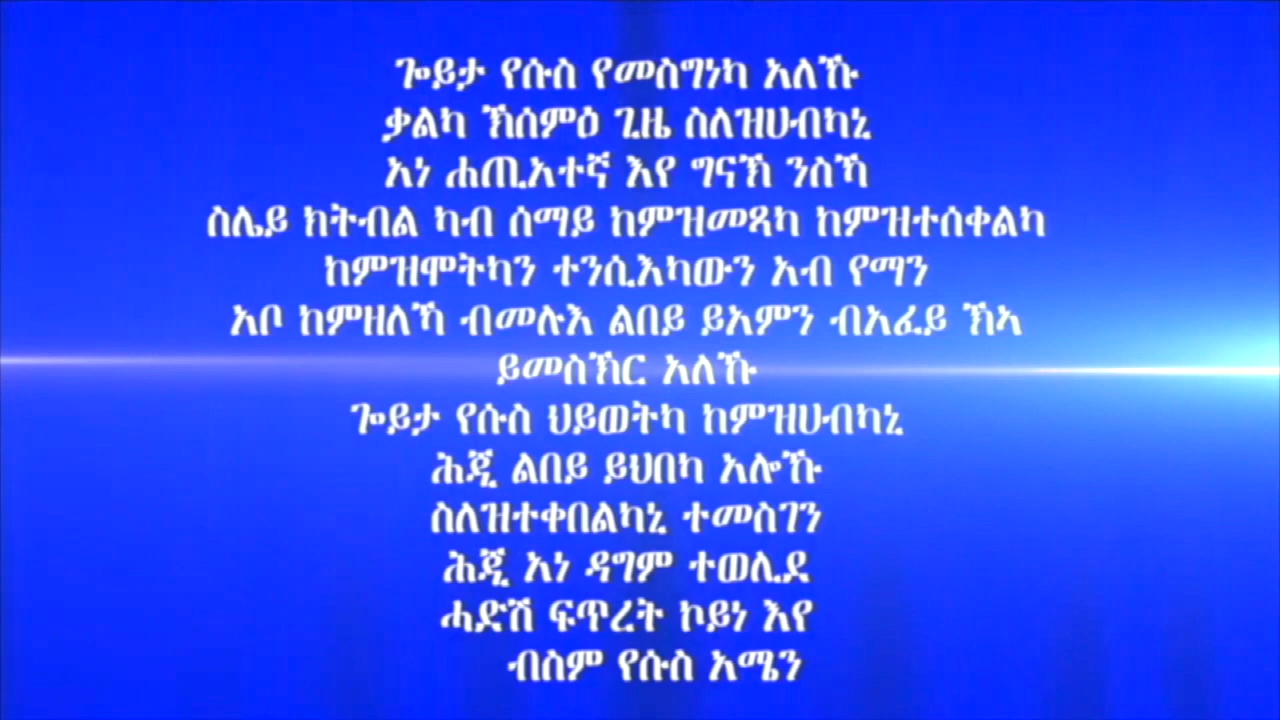 ጐይታ የሱስ የመስግነካ አለኹ
ቃልካ ኽሰምዕ ጊዜ ስለዝሀብካኒ
አነ ሐጢአተኛ እየ ግናኽ ንስኻ
ስሌይ ክትብል ካብ ሰማይ ከምዝመጻካ ከምዝተሰቀልካ
ከምዝሞትካን ተንሲእካውን አብ የማን
አቦ ከምዘለኻ ብመሉእ ልበይ ይአምን ብአፈይ ኽኣ
ይመስኽር አለኹ
ጐይታ የሱስ ህይወትካ ከምዝሀብካኒ
ሕጂ ልበይ ይህበካ አሎኹ
ስለዝተቀበልካኒ ተመስገን
ሕጂ አነ ዳግም ተወሊደ
ሓድሽ ፍጥረት ኮይነ እየ
ብስም የሱስ አሜን